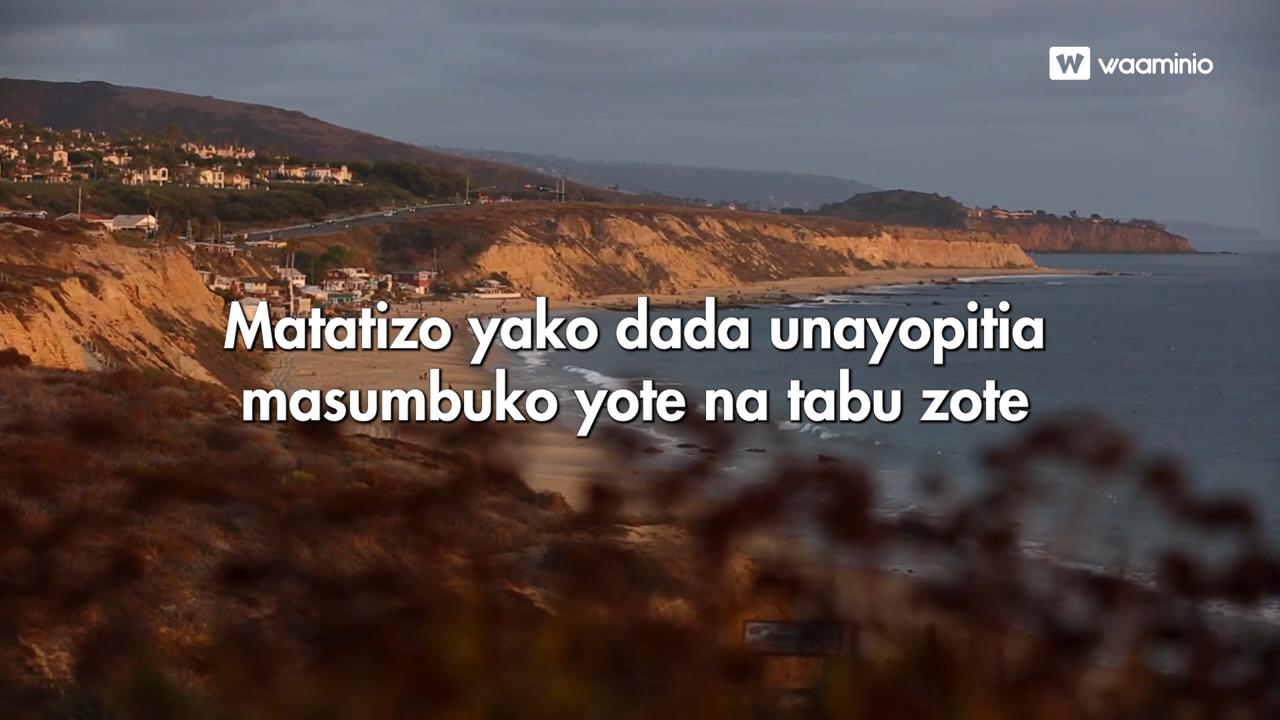 W waaminio
Matatizo yako dada unayopitia
masumbuko yote na tabu zote